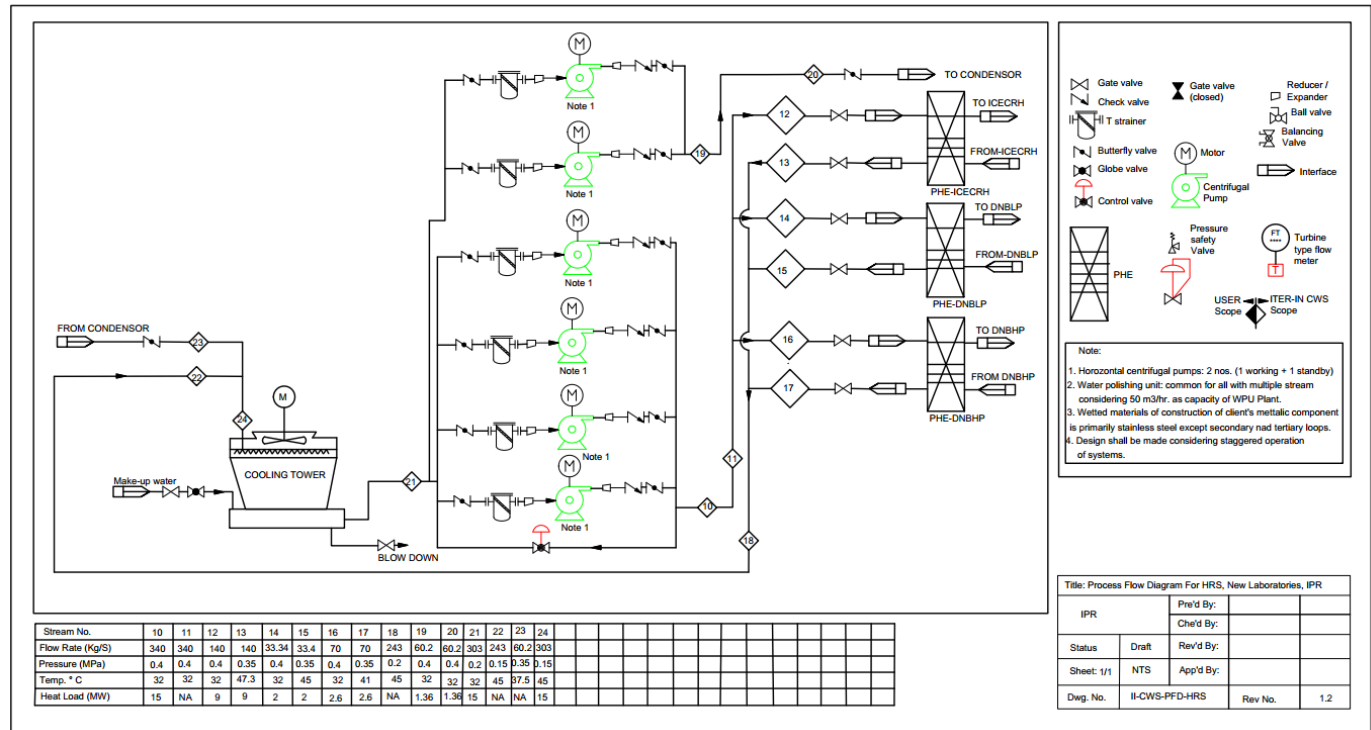 M
Note 1
M
Note 1
M
Note 1
M
M
Note 1
M
Note 1
19
20
TO CONDENSOR
12
TO ICECRH
13
FROM-ICECRH
PHE-ICECRH
14
TO DNBLP
15
FROM-DNBLP
PHE-DNBLP
16
TO DNBHP
17
FROM DNBHP
PHE-DNBHP
11
10
18
FROM CONDENSOR
23
22
24
M
COOLING TOWER
Make-up water
21
BLOW DOWN
Gate valve
Check valve
T strainer
Butterfly valve
Globe valve
Control valve
PHE
Gate valve
(closed)
M
Motor
Centrifugal
Pump
Pressure
safety
Valve
Reducer /
Expander
Ball valve
Balancing
Valve
Interface
FT
T
Turbine
type flow
meter
USER
Scope
ITER-IN CWS
Scope
Note:
1. Horozontal centrifugal pumps: 2 nos. (1 working + 1 standby)
2. Water polishing unit: common for all with multiple stream
considering 50 m3/hr. as capacity of WPU Plant.
3. Wetted materials of construction of client's mettalic component
is primarily stainless steel except secondary nad tertiary loops.
4. Design shall be made considering staggered operation
of systems.
Stream No. 10 11 12 13 14 15 16 17 18 19 20 21 22 23 24
Flow Rate (Kg/S) 340 340 140 140 33.34 33.4 70 70 243 60.2 60.2 303 243 60.2 303
Pressure (MPa) 0.4 0.4 0.4 0.35 0.4 0.35 0.4 0.35 0.2 0.4 0.4 0.2 0.15 0.35 0.15
Temp. ° C 32 32 32 47.3 32 45 32 41 45 32 32 32 45 37.5 45
Heat Load (MW) 15 NA 9 9 2 2 2.6 2.6 NA 1.36 1.36 15 NA NA 15
Title: Process Flow Diagram For HRS, New Laboratories, IPR
IPR Pre'd By:
Che'd By:
Status Draft Rev'd By:
Sheet: 1/1 NTS App'd By:
Dwg. No. II-CWS-PFD-HRS Rev No. 1.2